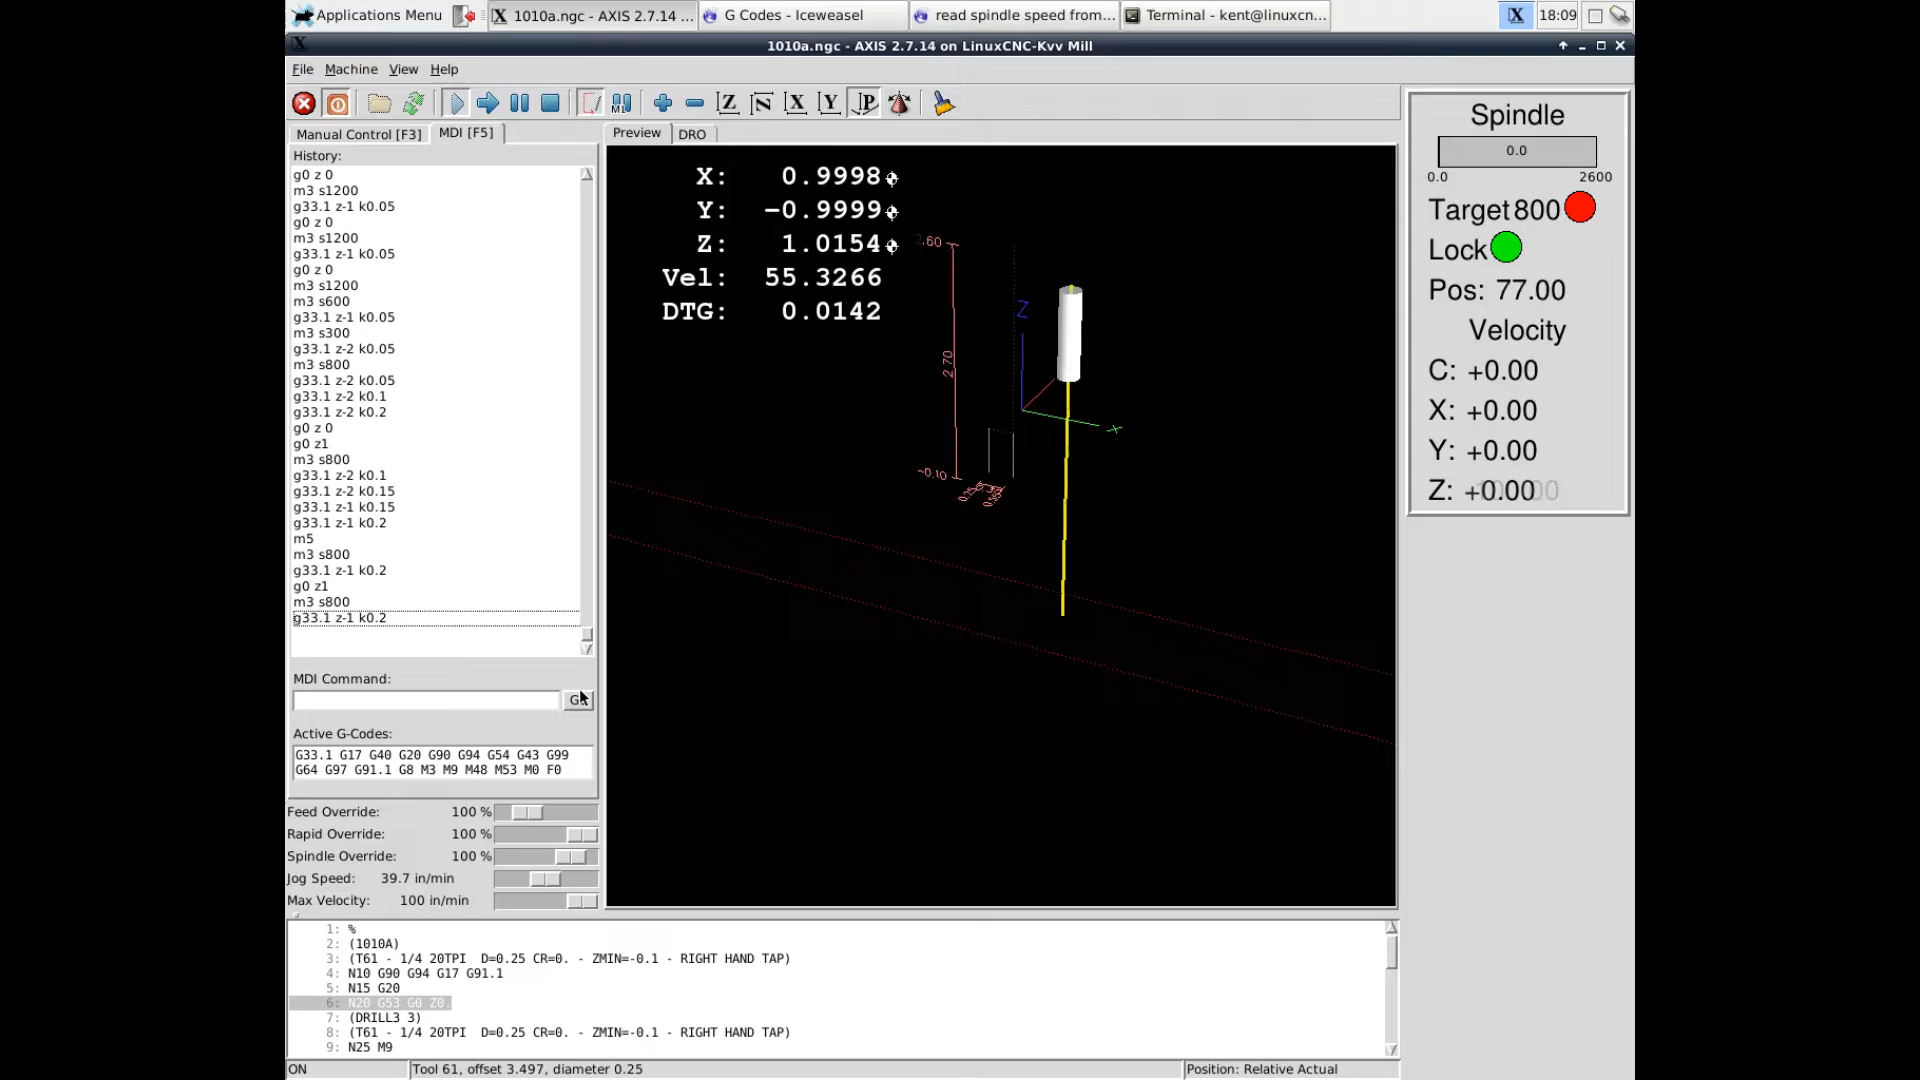 Applications Menu
1010a.ngc - AXIS 2.7.14 ...
G Codes - Iceweasel
read spindle speed from...
Terminal - kent@linuxcn...
18:09
1010a.ngc - AXIS 2.7.14 on LinuxCNC-Kvv Mill
File Machine View Help
Manual Control [F3] MDI [F5]
Preview DRO
History:
g0 z 0
m3 s1200
g33.1 z-1 k0.05
g0 z 0
m3 s1200
g33.1 z-1 k0.05
g0 z 0
m3 s1200
m3 s600
g33.1 z-1 k0.05
m3 s300
g33.1 z-2 k0.05
m3 s800
g33.1 z-2 k0.05
g33.1 z-2 k0.1
g33.1 z-2 k0.2
g0 z 0
g0 z1
m3 s800
g33.1 z-2 k0.1
g33.1 z-2 k0.15
g33.1 z-1 k0.15
g33.1 z-1 k0.2
m5
m3 s800
g33.1 z-1 k0.2
g0 z1
m3 s800
g33.1 z-1 k0.2
MDI Command:
Active G-Codes:
G33.1 G17 G40 G20 G90 G94 G54 G43 G99
G64 G97 G91.1 G8 M3 M9 M48 M53 M0 F0
Feed Override: 100 %
Rapid Override: 100 %
Spindle Override: 100 %
Jog Speed: 39.7 in/min
Max Velocity: 100 in/min
X: 0.9998
Y: -0.9999
Z: 1.0154
Vel: 55.3266
DTG: 0.0142
2.60
2.70
-0.10
Z
X
Spindle
0.0
0.0 2600
Target 800
Lock
Pos: 77.00
Velocity
C: +0.00
X: +0.00
Y: +0.00
Z: +0.00
1: %
2: (1010A)
3: (T61 - 1/4 20TPI D=0.25 CR=0. - ZMIN=-0.1 - RIGHT HAND TAP)
4: N10 G90 G94 G17 G91.1
5: N15 G20
6: N20 G53 G0 Z0.
7: (DRILL3 3)
8: (T61 - 1/4 20TPI D=0.25 CR=0. - ZMIN=-0.1 - RIGHT HAND TAP)
9: N25 M9
ON
Tool 61, offset 3.497, diameter 0.25
Position: Relative Actual